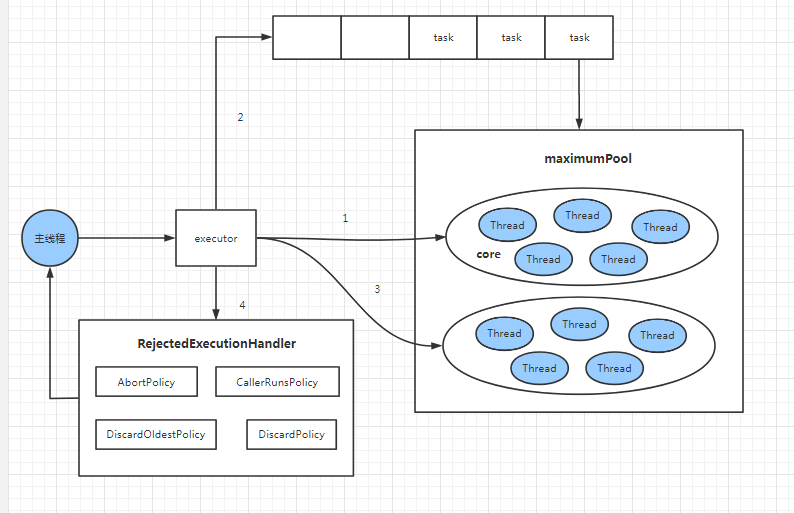 task
task
task
2
maximumPool
主线程
executor
1
Thread
Thread
Thread
core
Thread
Thread
3
4
RejectedExecutionHandler
AbortPolicy
CallerRunsPolicy
DiscardOldestPolicy
DiscardPolicy
Thread
Thread
Thread
Thread
Thread